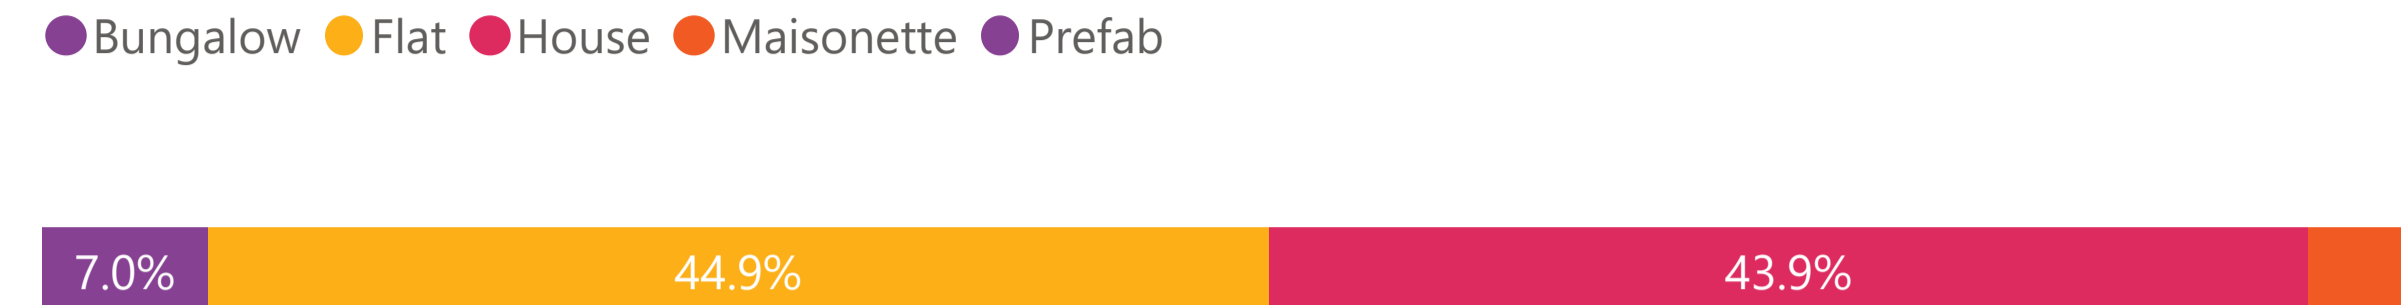 Bungalow Flat House Maisonette Prefab
7.0% 44.9% 43.9%